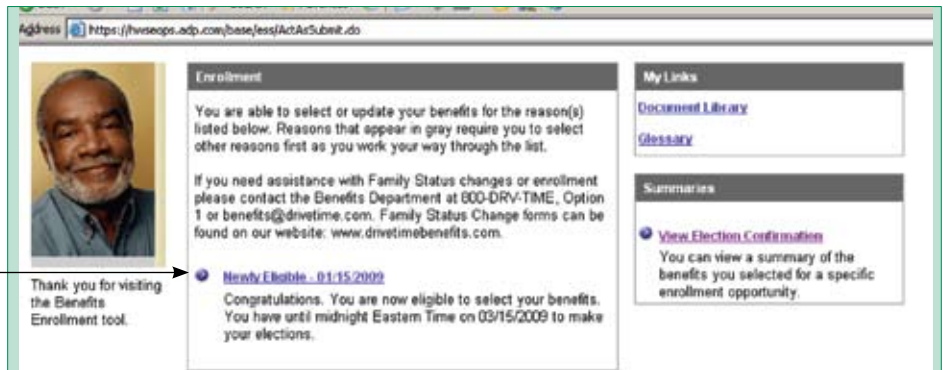 Address https://hwseops.adp.com/base/ess/ActAsSubmit.do
Thank you for visiting
the Benefits
Enrollment tool.
Enrollment
You are able to select or update your benefits for the reason(s)
listed below. Reasons that appear in gray require you to select
other reasons first as you work your way through the list.
If you need assistance with Family Status changes or enrollment
please contact the Benefits Department at 800-DRV-TIME, Option
1 or benefits@drivetime.com. Family Status Change forms can be
found on our website: www.drivetimebenefits.com.
Newly Eligible - 01/15/2009
Congratulations. You are now eligible to select your benefits.
You have until midnight Eastern Time on 03/15/2009 to make
your elections.
My Links
Document Library
Glossary
Summaries
View Election Confirmation
You can view a summary of the
benefits you selected for a specific
enrollment opportunity.